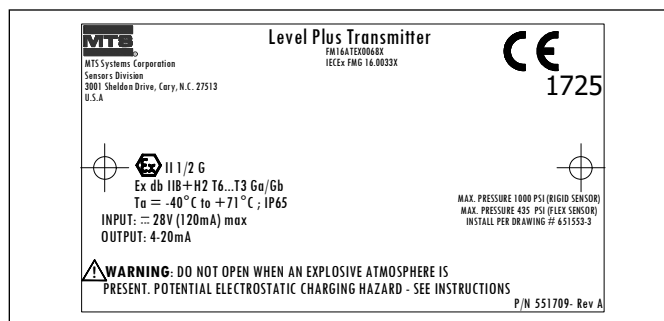 MTS
®
MTS Systems Corporation
Sensors Division
3001 Sheldon Drive, Cary, N.C. 27513
U.S.A
Level Plus Transmitter
FM16ATEX0068X
IECEx FMG 16.0033X
CE
1725
Ex II 1/2 G
Ex db IIB+H2 T6...T3 Ga/Gb
Ta = -40°C to +71°C ; IP65
INPUT: ⎓ 28V (120mA) max
OUTPUT: 4-20mA
MAX. PRESSURE 1000 PSI (RIGID SENSOR)
MAX. PRESSURE 435 PSI (FLEX SENSOR)
INSTALL PER DRAWING # 651553-3
WARNING: DO NOT OPEN WHEN AN EXPLOSIVE ATMOSPHERE IS
PRESENT. POTENTIAL ELECTROSTATIC CHARGING HAZARD - SEE INSTRUCTIONS
P/N 551709- Rev A